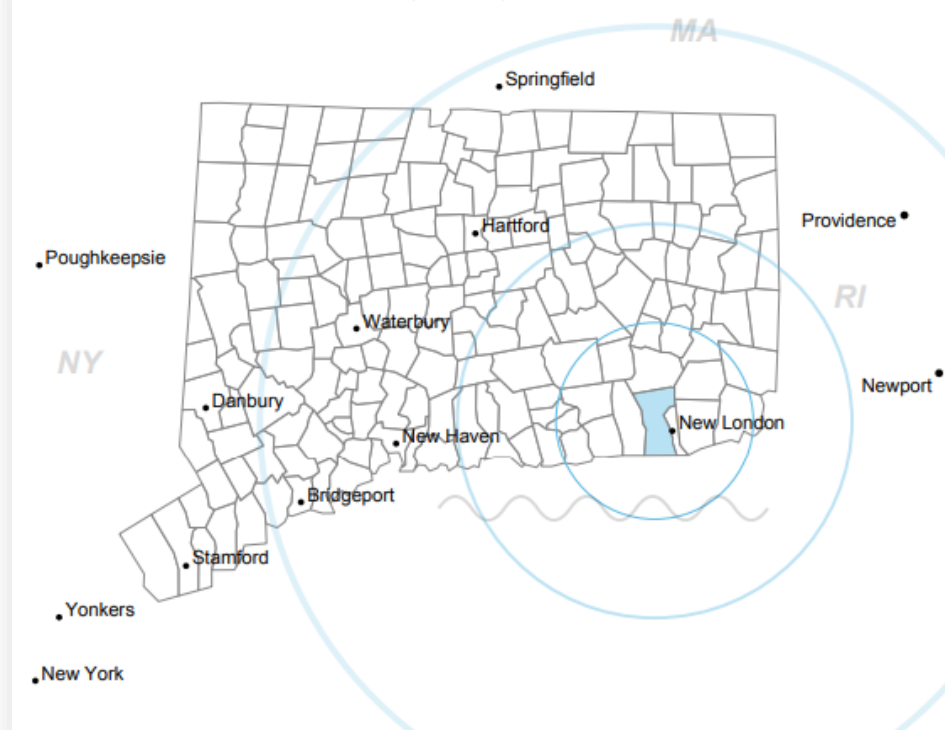 MA
Springfield
Providence
Hartford
Poughkeepsie
RI
Waterbury
NY
Newport
Danbury
New London
New Haven
Bridgeport
Stamford
Yonkers
New York